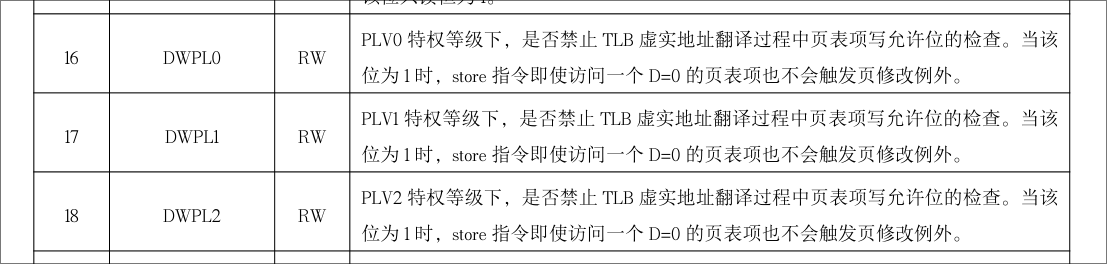 16 DWPL0 RW PLV0 特权等级下，是否禁止 TLB 虚实地址翻译过程中页表项写允许位的检查。当该
位为 1 时，store 指令即使访问一个 D=0 的页表项也不会触发页修改例外。
17 DWPL1 RW PLV1 特权等级下，是否禁止 TLB 虚实地址翻译过程中页表项写允许位的检查。当该
位为 1 时，store 指令即使访问一个 D=0 的页表项也不会触发页修改例外。
18 DWPL2 RW PLV2 特权等级下，是否禁止 TLB 虚实地址翻译过程中页表项写允许位的检查。当该
位为 1 时，store 指令即使访问一个 D=0 的页表项也不会触发页修改例外。